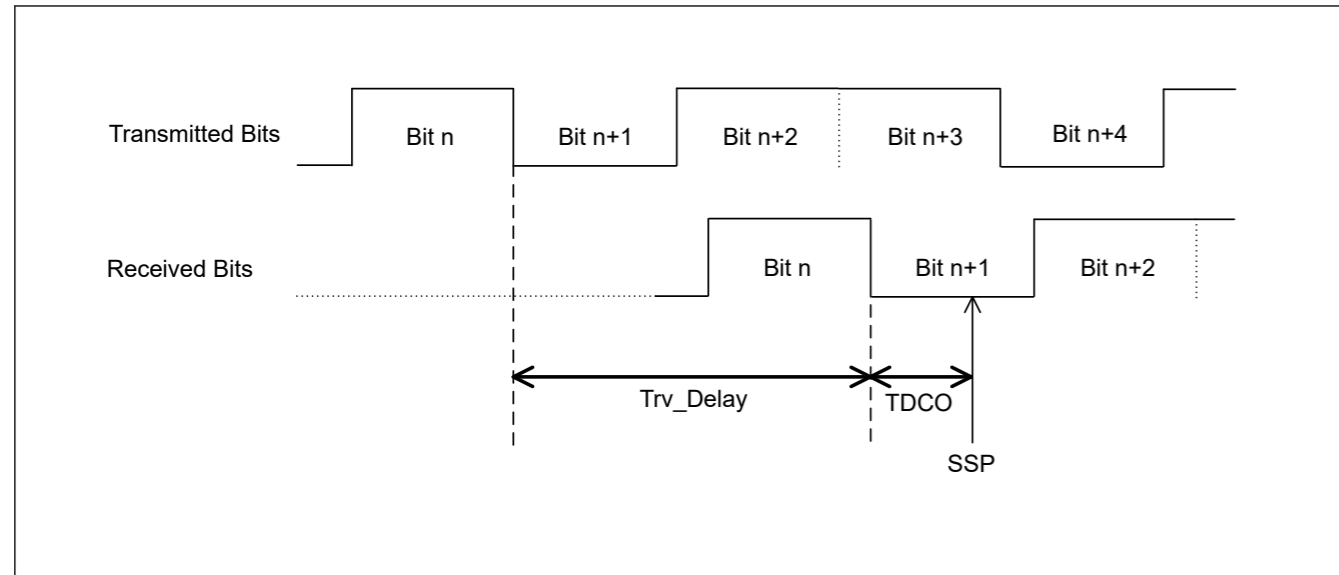 Transmitted Bits
Bit n
Bit n+1
Bit n+2
Bit n+3
Bit n+4
Received Bits
Bit n
Bit n+1
Bit n+2
Trv_Delay
TDCO
SSP